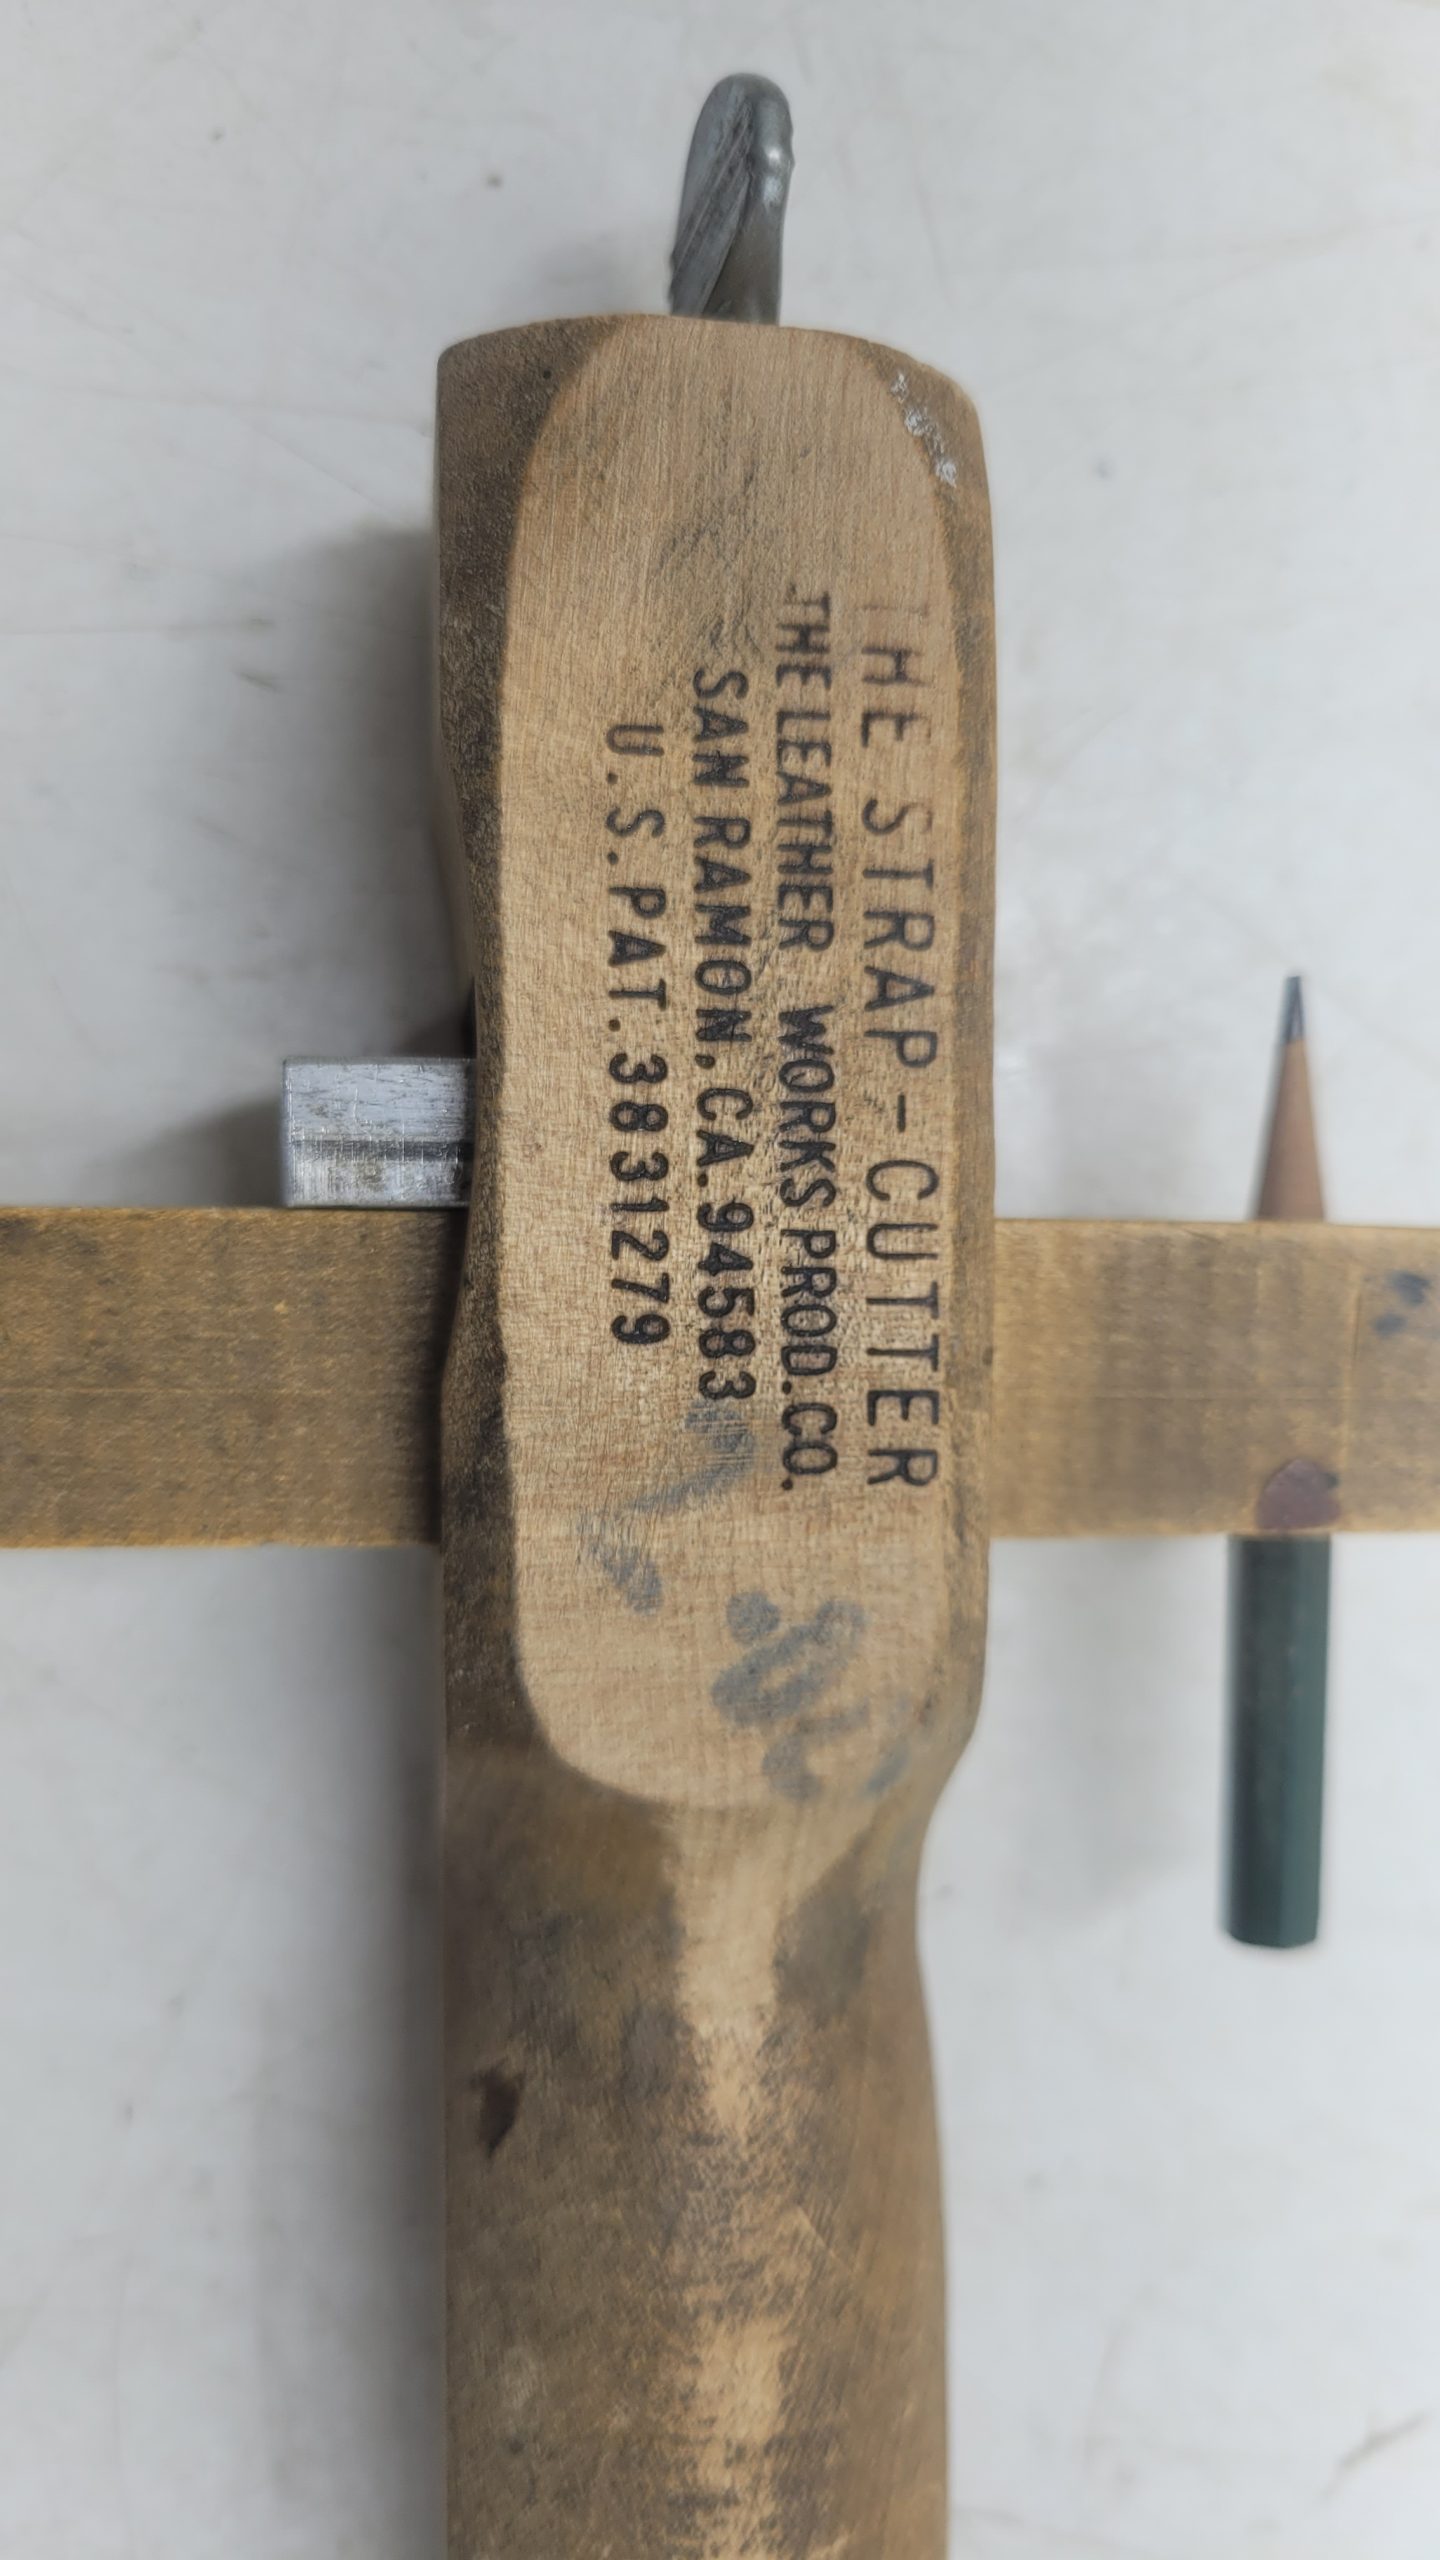 THE STRAP-CUTTER
THE LEATHER WORKS PROD.CO.
SAN RAMON, CA. 94583
U.S. PAT. 3831279